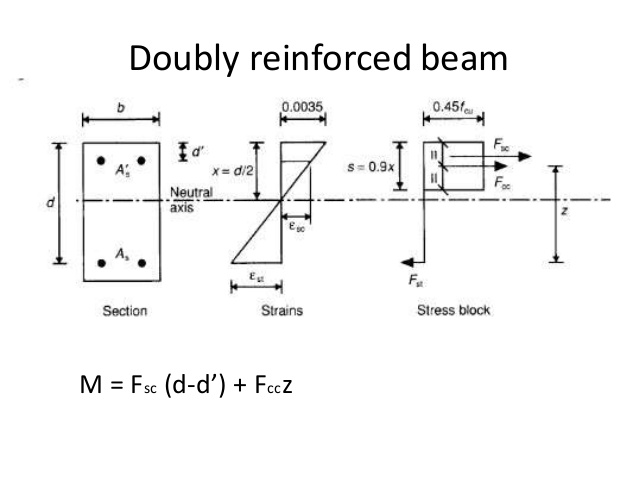 Doubly reinforced beam
b
0.0035
0.45fcu
d'
A's
x = d/2
s = 0.9x
Fsc
Fcc
d
Neutral
axis
εsc
z
As
εst
Fst
Section
Strains
Stress block
M = Fsc (d-d’) + Fccz